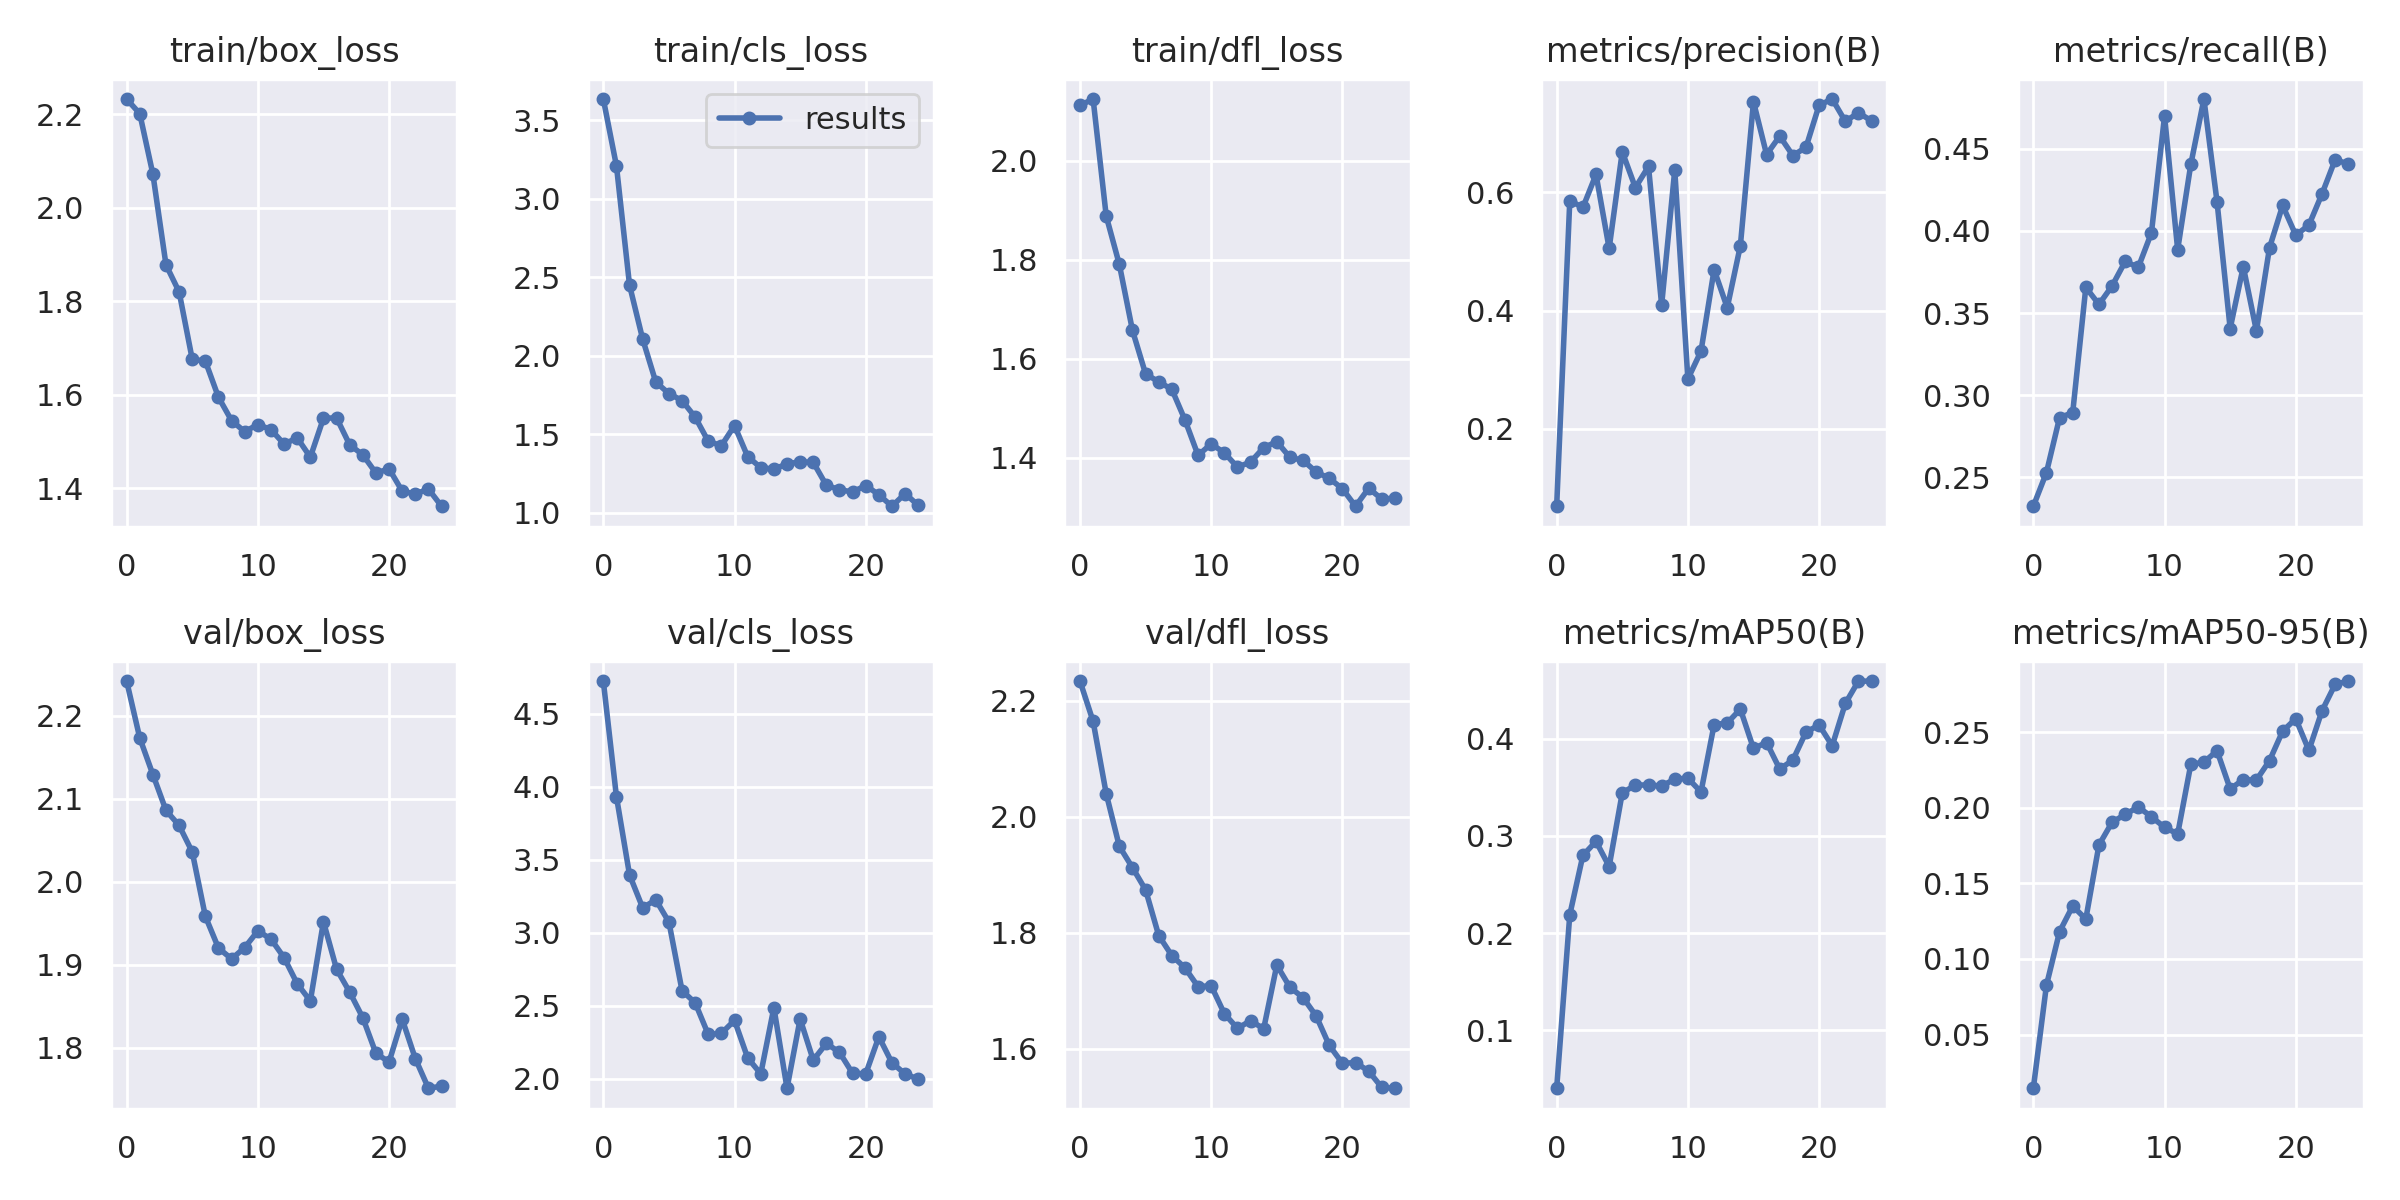 train/box_loss
2.2
2.0
1.8
1.6
1.4
0 10 20
train/cls_loss
results
3.5
3.0
2.5
2.0
1.5
1.0
0 10 20
train/dfl_loss
2.0
1.8
1.6
1.4
0 10 20
metrics/precision(B)
0.6
0.4
0.2
0 10 20
metrics/recall(B)
0.45
0.40
0.35
0.30
0.25
0 10 20
val/box_loss
2.2
2.1
2.0
1.9
1.8
0 10 20
val/cls_loss
4.5
4.0
3.5
3.0
2.5
2.0
0 10 20
val/dfl_loss
2.2
2.0
1.8
1.6
0 10 20
metrics/mAP50(B)
0.4
0.3
0.2
0.1
0 10 20
metrics/mAP50-95(B)
0.25
0.20
0.15
0.10
0.05
0 10 20